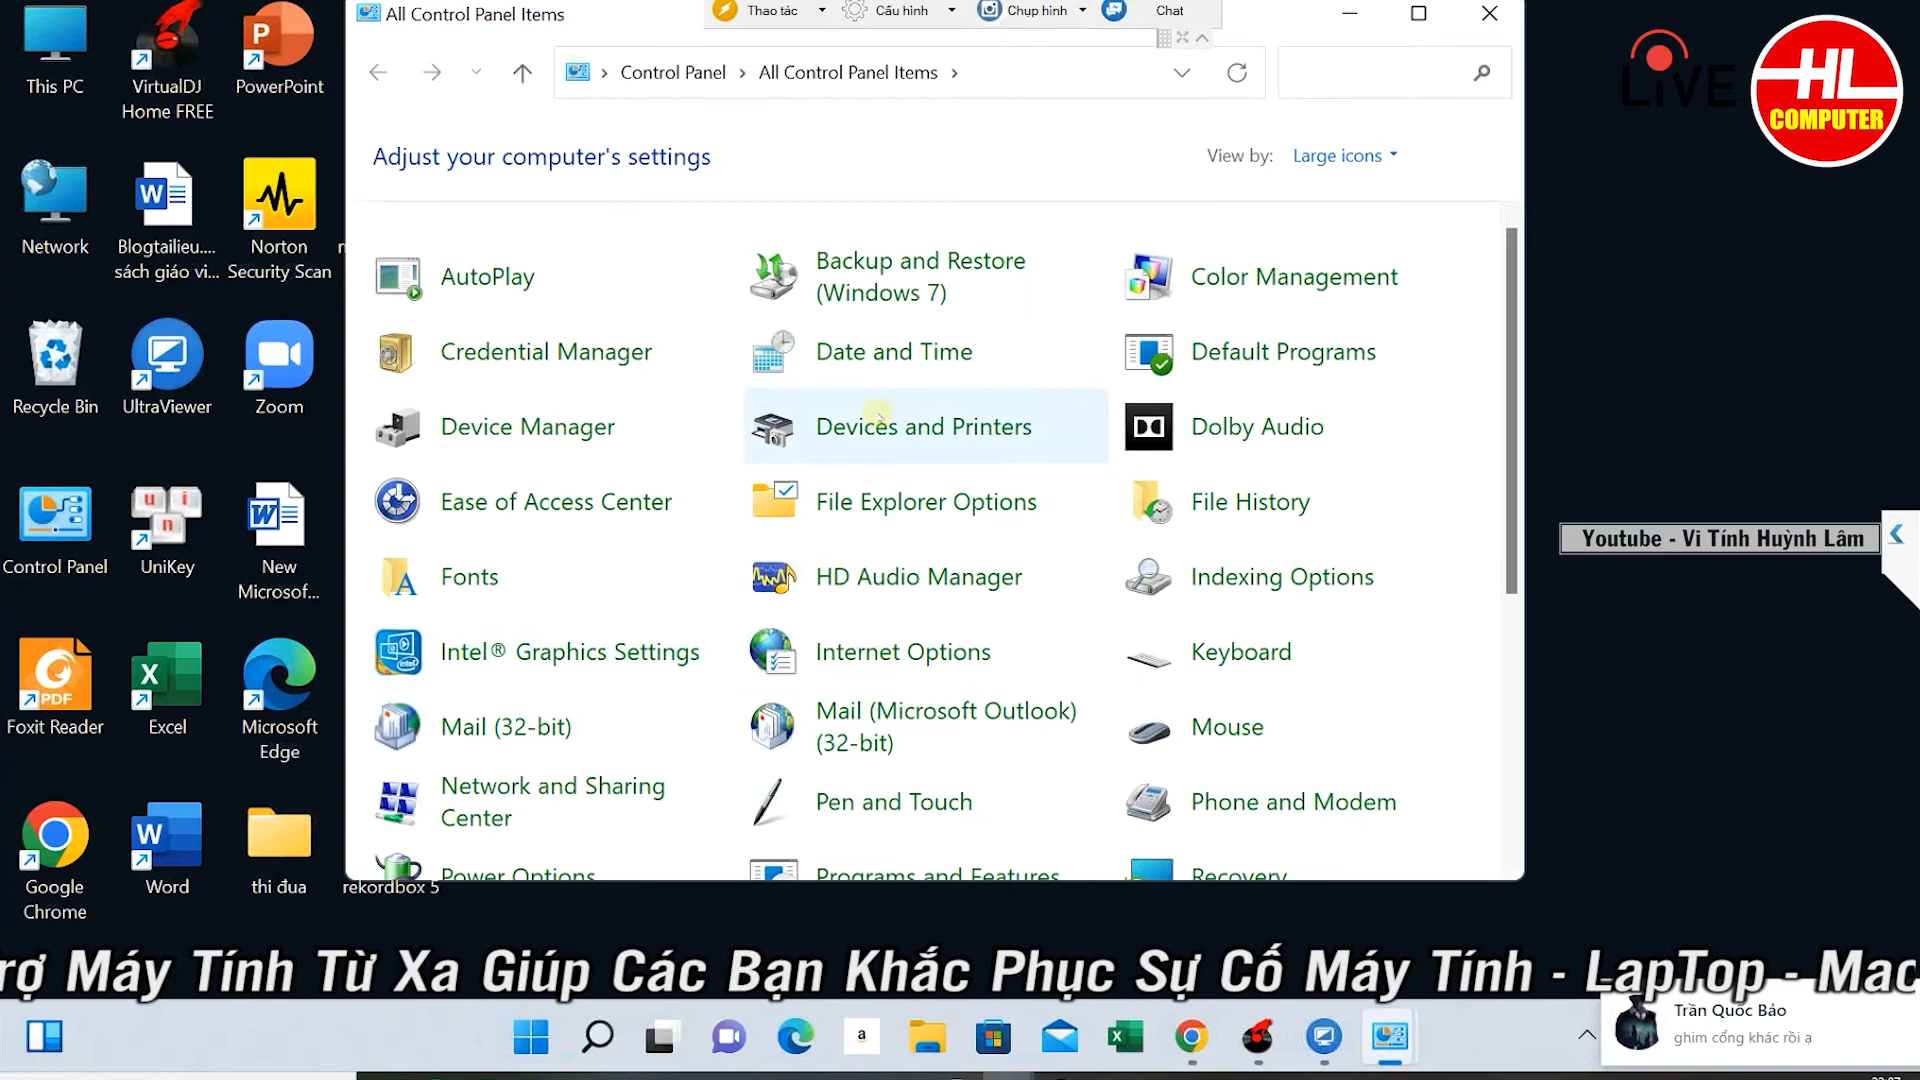 All Control Panel Items
Thao tác
Cấu hình
Chụp hình
Chat
Control Panel
All Control Panel Items
Adjust your computer's settings
View by:
Large icons
AutoPlay
Backup and Restore
(Windows 7)
Color Management
Credential Manager
Date and Time
Default Programs
Device Manager
Devices and Printers
Dolby Audio
Ease of Access Center
File Explorer Options
File History
Fonts
HD Audio Manager
Indexing Options
Intel® Graphics Settings
Internet Options
Keyboard
Mail (32-bit)
Mail (Microsoft Outlook)
(32-bit)
Mouse
Network and Sharing
Center
Pen and Touch
Phone and Modem
Power Options
Programs and Features
Recovery
This PC
VirtualDJ
Home FREE
PowerPoint
Network
Blogtailieu....
sách giáo vi...
Norton
Security Scan
Recycle Bin
UltraViewer
Zoom
Control Panel
UniKey
New
Microsof...
Foxit Reader
Excel
Microsoft
Edge
Google
Chrome
Word
thi đua
rekordbox 5
LiVE
HL
COMPUTER
Youtube - Vi Tính Huỳnh Lâm
rợ Máy Tính Từ Xa Giúp Các Bạn Khắc Phục Sự Cố Máy Tính - LapTop - Mac
Trần Quốc Bảo
ghim cổng khác rồi ạ